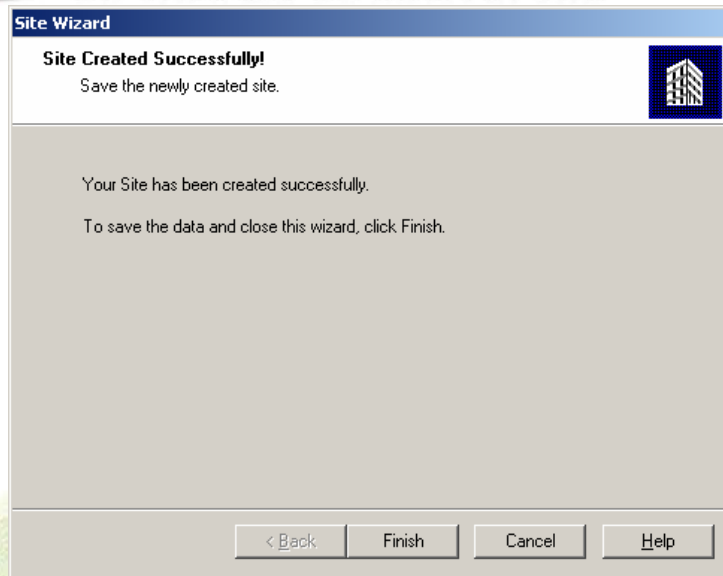 Site Wizard
Site Created Successfully!
Save the newly created site.
Your Site has been created successfully.
To save the data and close this wizard, click Finish.
< Back
Finish
Cancel
Help